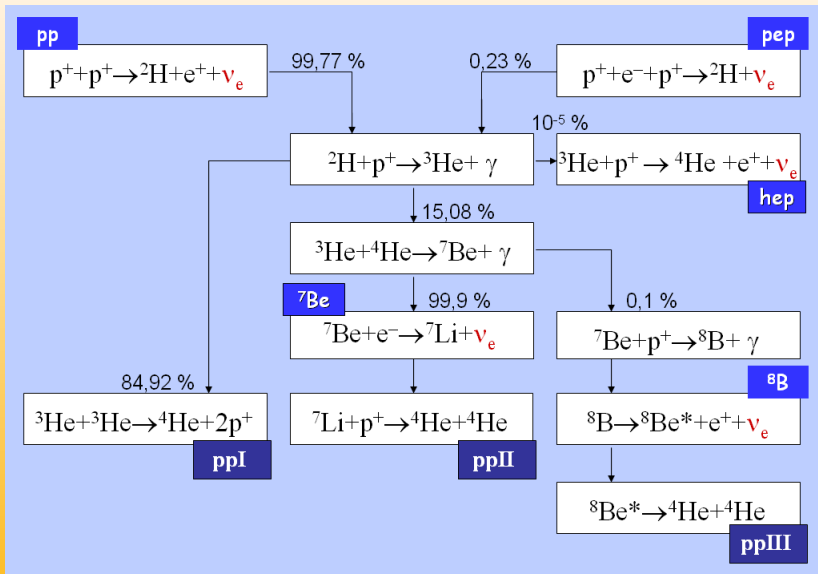 pp
pep
p⁺+p⁺→²H+e⁺+νₑ
99,77 %
0,23 %
p⁺+e⁻+p⁺→²H+νₑ
10⁻⁵ %
²H+p⁺→³He+ γ
³He+p⁺→ ⁴He +e⁺+νₑ
hep
15,08 %
³He+⁴He→⁷Be+ γ
⁷Be
99,9 %
0,1 %
⁷Be+e⁻→⁷Li+νₑ
⁷Be+p⁺→⁸B+ γ
84,92 %
⁸B
³He+³He→⁴He+2p⁺
⁷Li+p⁺→⁴He+⁴He
⁸B→⁸Be*+e⁺+νₑ
ppI
ppII
⁸Be*→⁴He+⁴He
ppIII